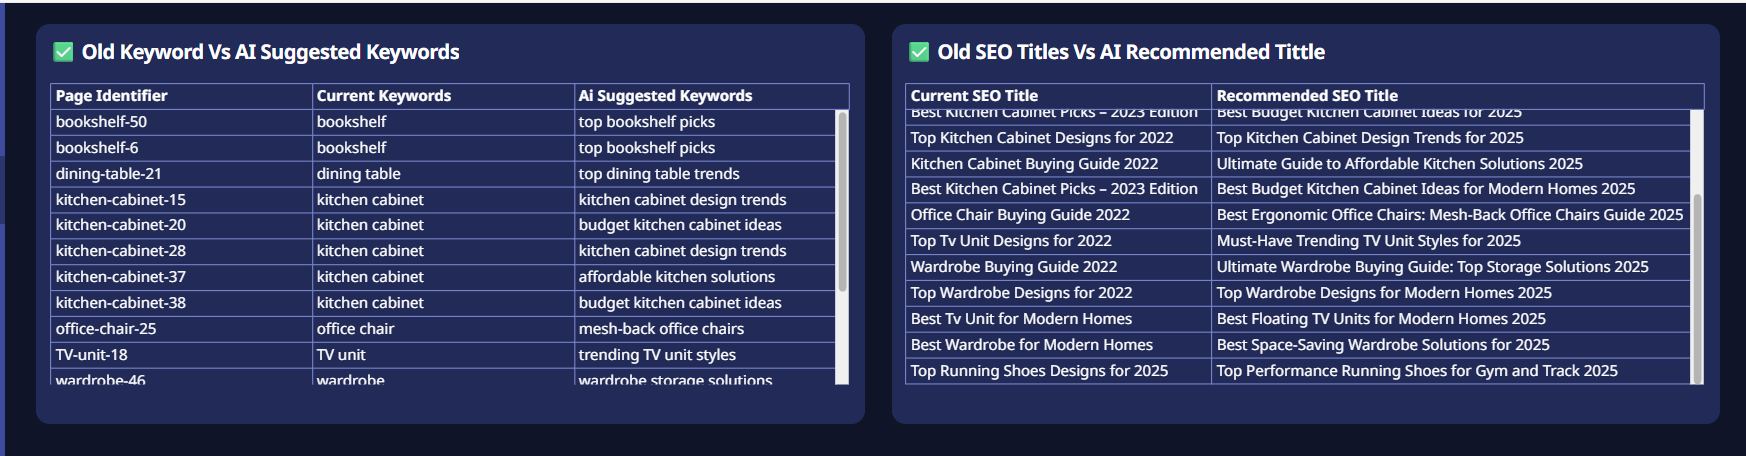 ✅ Old Keyword Vs AI Suggested Keywords
Page Identifier Current Keywords Ai Suggested Keywords
bookshelf-50 bookshelf top bookshelf picks
bookshelf-6 bookshelf top bookshelf picks
dining-table-21 dining table top dining table trends
kitchen-cabinet-15 kitchen cabinet kitchen cabinet design trends
kitchen-cabinet-20 kitchen cabinet budget kitchen cabinet ideas
kitchen-cabinet-28 kitchen cabinet kitchen cabinet design trends
kitchen-cabinet-37 kitchen cabinet affordable kitchen solutions
kitchen-cabinet-38 kitchen cabinet budget kitchen cabinet ideas
office-chair-25 office chair mesh-back office chairs
TV-unit-18 TV unit trending TV unit styles
wardrobe-46 wardrobe wardrobe storage solutions
✅ Old SEO Titles Vs AI Recommended Tittle
Current SEO Title Recommended SEO Title
Best Kitchen Cabinet Picks – 2023 Edition Best Budget Kitchen Cabinet Ideas for 2025
Top Kitchen Cabinet Designs for 2022 Top Kitchen Cabinet Design Trends for 2025
Kitchen Cabinet Buying Guide 2022 Ultimate Guide to Affordable Kitchen Solutions 2025
Best Kitchen Cabinet Picks – 2023 Edition Best Budget Kitchen Cabinet Ideas for Modern Homes 2025
Office Chair Buying Guide 2022 Best Ergonomic Office Chairs: Mesh-Back Office Chairs Guide 2025
Top Tv Unit Designs for 2022 Must-Have Trending TV Unit Styles for 2025
Wardrobe Buying Guide 2022 Ultimate Wardrobe Buying Guide: Top Storage Solutions 2025
Top Wardrobe Designs for 2022 Top Wardrobe Designs for Modern Homes 2025
Best Tv Unit for Modern Homes Best Floating TV Units for Modern Homes 2025
Best Wardrobe for Modern Homes Best Space-Saving Wardrobe Solutions for 2025
Top Running Shoes Designs for 2025 Top Performance Running Shoes for Gym and Track 2025